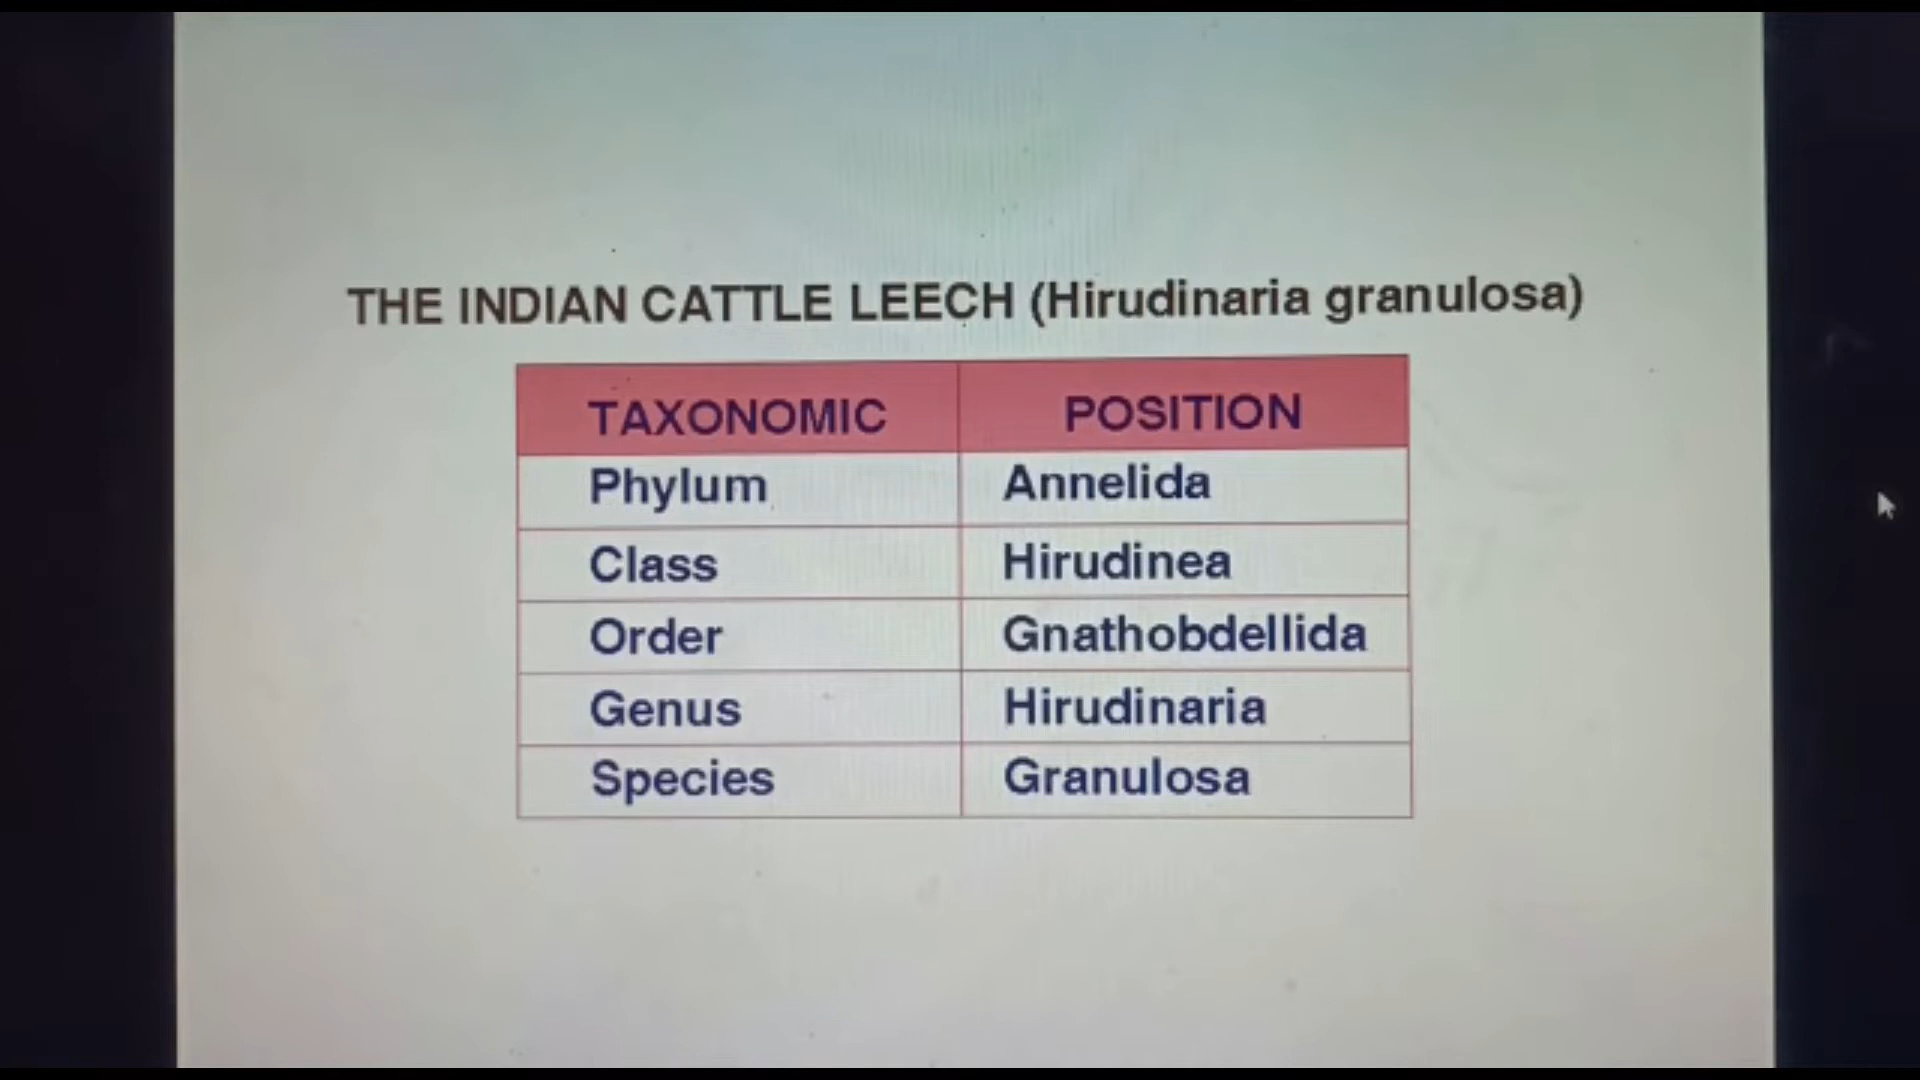 THE INDIAN CATTLE LEECH (Hirudinaria granulosa)
TAXONOMIC POSITION
Phylum Annelida
Class Hirudinea
Order Gnathobdellida
Genus Hirudinaria
Species Granulosa